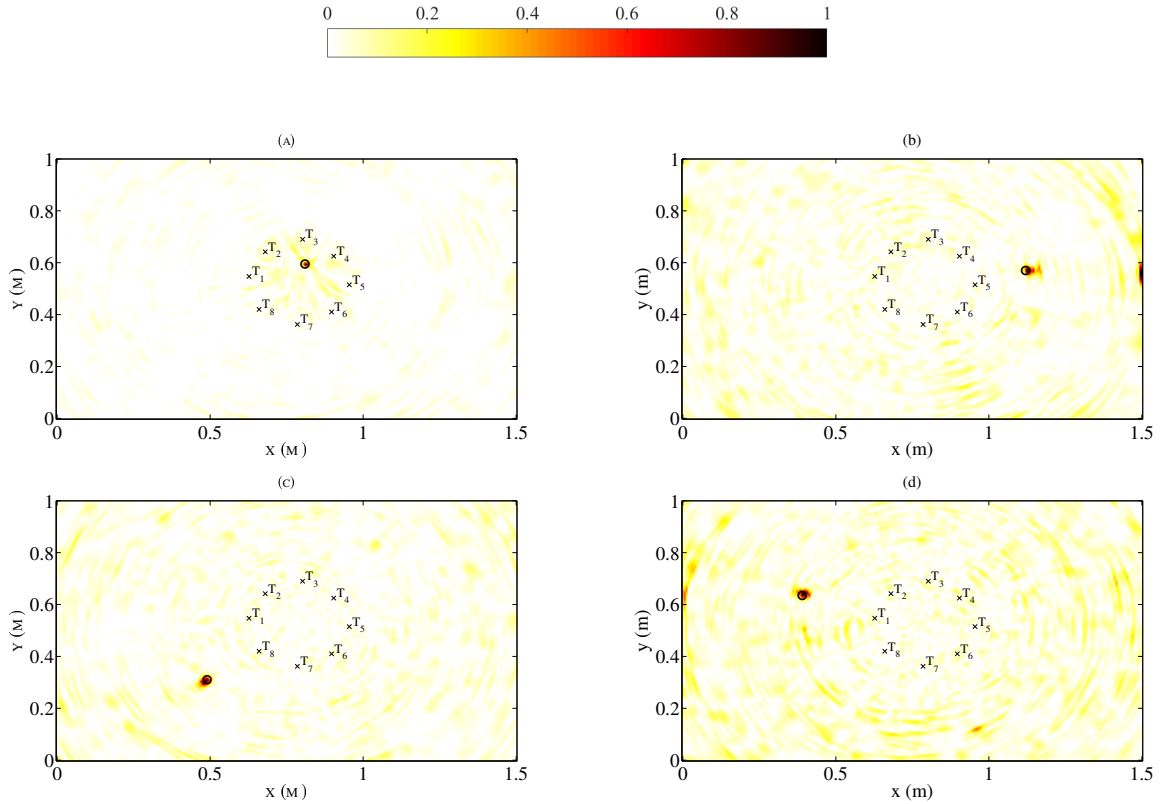 0 0.2 0.4 0.6 0.8 1
(A) (b)
1 0.8 0.6 0.4 0.2 0
Y (M)
T1 T2 T3 T4 T5 T6 T7 T8
0 0.5 1 1.5
X (M)
1 0.8 0.6 0.4 0.2 0
y (m)
T1 T2 T3 T4 T5 T6 T7 T8
0 0.5 1 1.5
x (m)
(C) (d)
1 0.8 0.6 0.4 0.2 0
Y (M)
T1 T2 T3 T4 T5 T6 T7 T8
0 0.5 1 1.5
X (M)
1 0.8 0.6 0.4 0.2 0
y (m)
T1 T2 T3 T4 T5 T6 T7 T8
0 0.5 1 1.5
x (m)